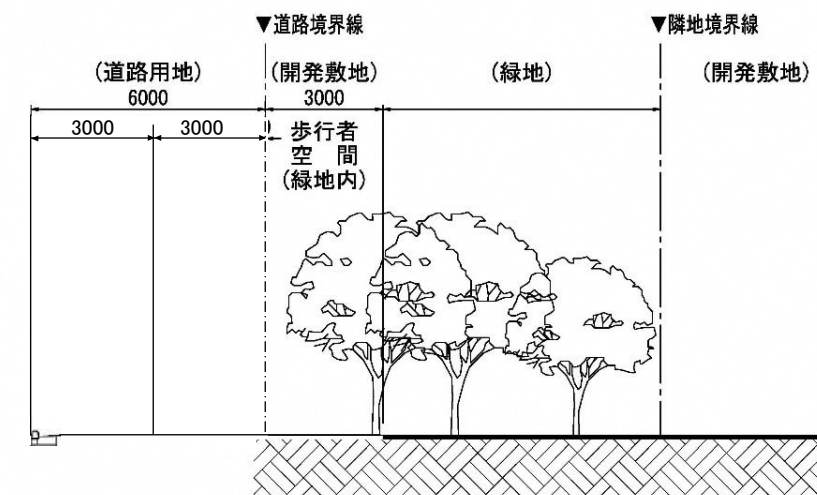 ▼道路境界線
▼隣地境界線
(道路用地)
(開発敷地)
(緑地)
(開発敷地)
6000
3000
3000
3000
歩行者
空間
(緑地内)